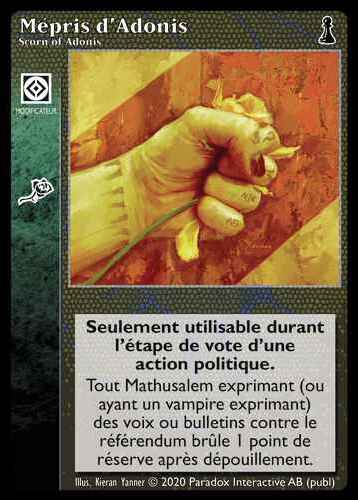 Mépris d'Adonis
Scorn of Adonis
MODIFICATEUR
Seulement utilisable durant
l'étape de vote d'une
action politique.
Tout Mathusalem exprimant (ou
ayant un vampire exprimant)
des voix ou bulletins contre le
référendum brûle 1 point de
réserve après dépouillement.
Illus. Kieran Yanner © 2020 Paradox Interactive AB (publ)